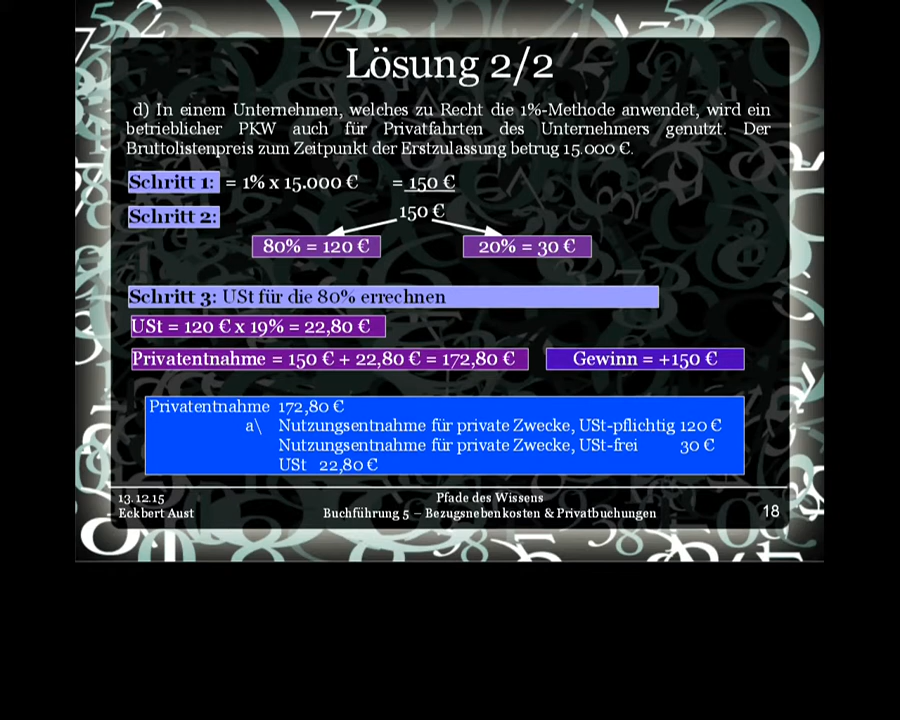 Lösung 2/2
d) In einem Unternehmen, welches zu Recht die 1%-Methode anwendet, wird ein
betrieblicher PKW auch für Privatfahrten des Unternehmers genutzt. Der
Bruttolistenpreis zum Zeitpunkt der Erstzulassung betrug 15.000 €.
Schritt 1: = 1% x 15.000 € = 150 €
Schritt 2: 150 €
80% = 120 € 20% = 30 €
Schritt 3: USt für die 80% errechnen
USt = 120 € x 19% = 22,80 €
Privatentnahme = 150 € + 22,80 € = 172,80 € Gewinn = +150 €
Privatentnahme 172,80 €
a\ Nutzungsentnahme für private Zwecke, USt-pflichtig 120 €
Nutzungsentnahme für private Zwecke, USt-frei 30 €
USt 22,80 €
13.12.15 Pfade des Wissens
Eckbert Aust Buchführung 5 – Bezugsnebenkosten & Privatbuchungen 18